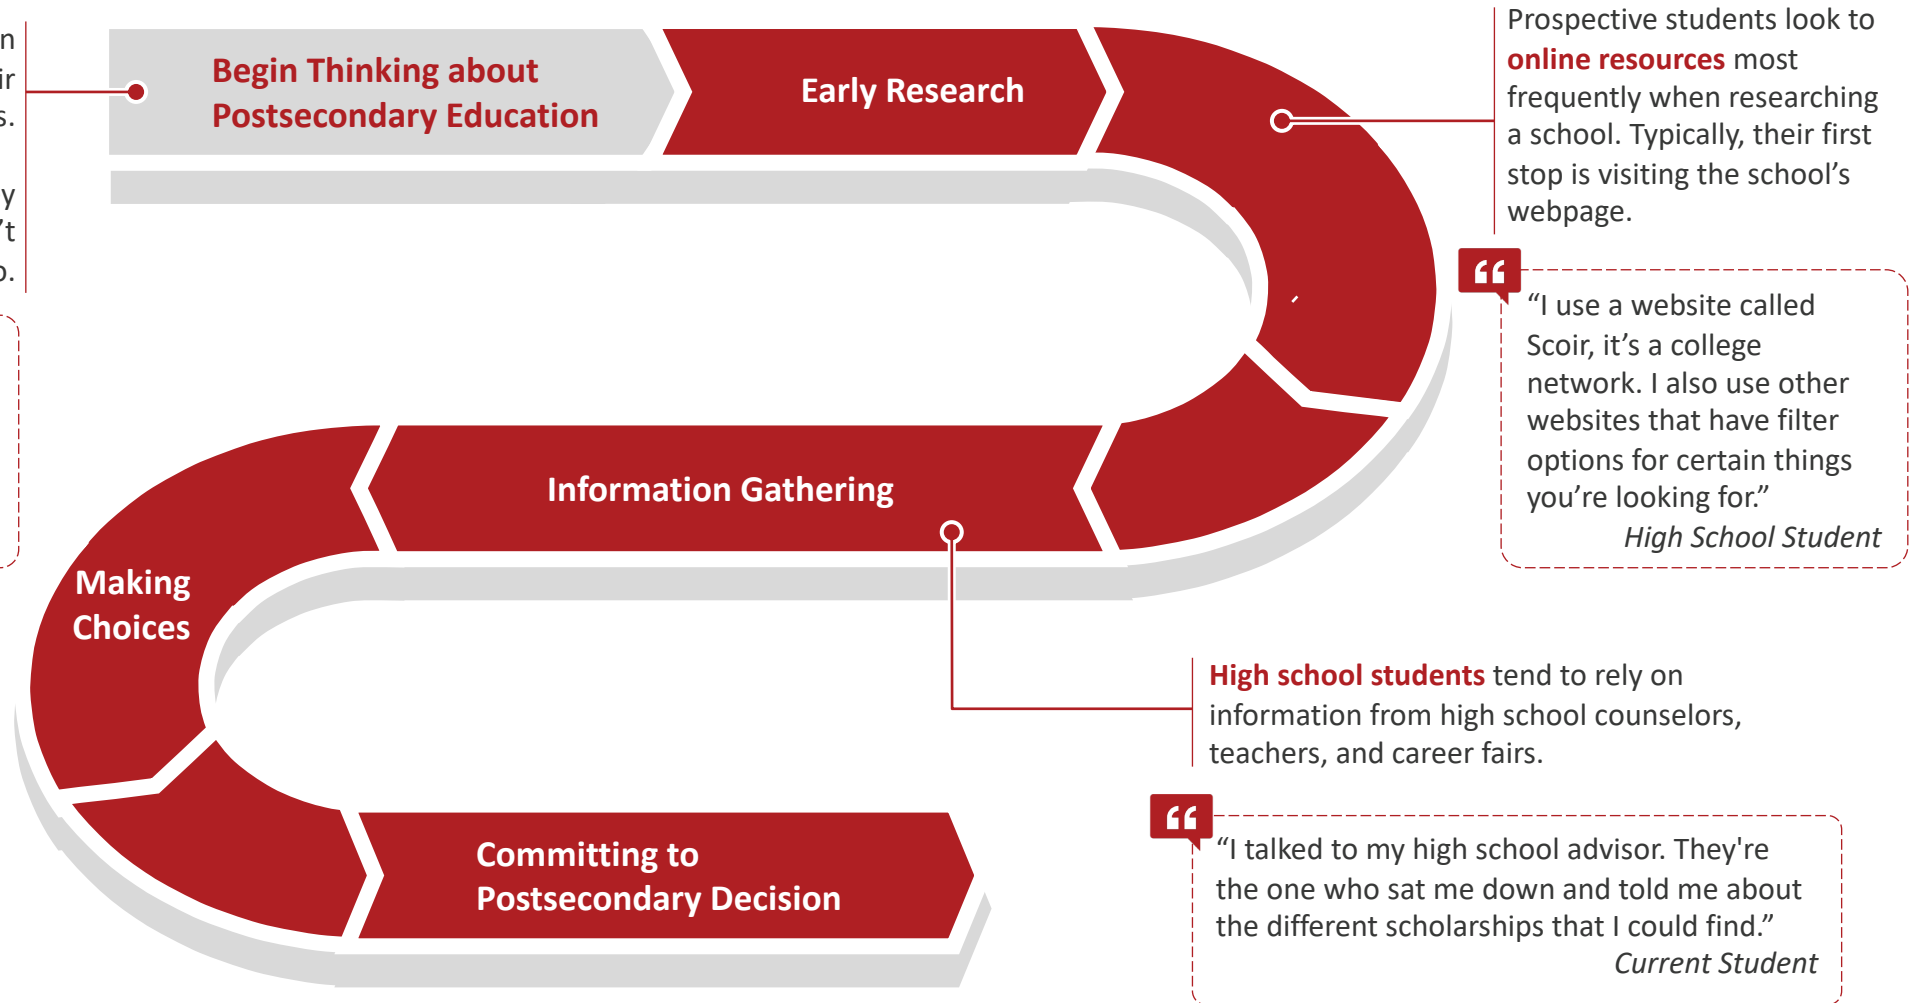 Begin Thinking about
Postsecondary Education
Early Research
Prospective students look to
online resources most
frequently when researching
a school. Typically, their first
stop is visiting the school’s
webpage.
“I use a website called
Scoir, it’s a college
network. I also use other
websites that have filter
options for certain things
you’re looking for.”
High School Student
Information Gathering
Making
Choices
High school students tend to rely on
information from high school counselors,
teachers, and career fairs.
Committing to
Postsecondary Decision
“I talked to my high school advisor. They're
the one who sat me down and told me about
the different scholarships that I could find.”
Current Student